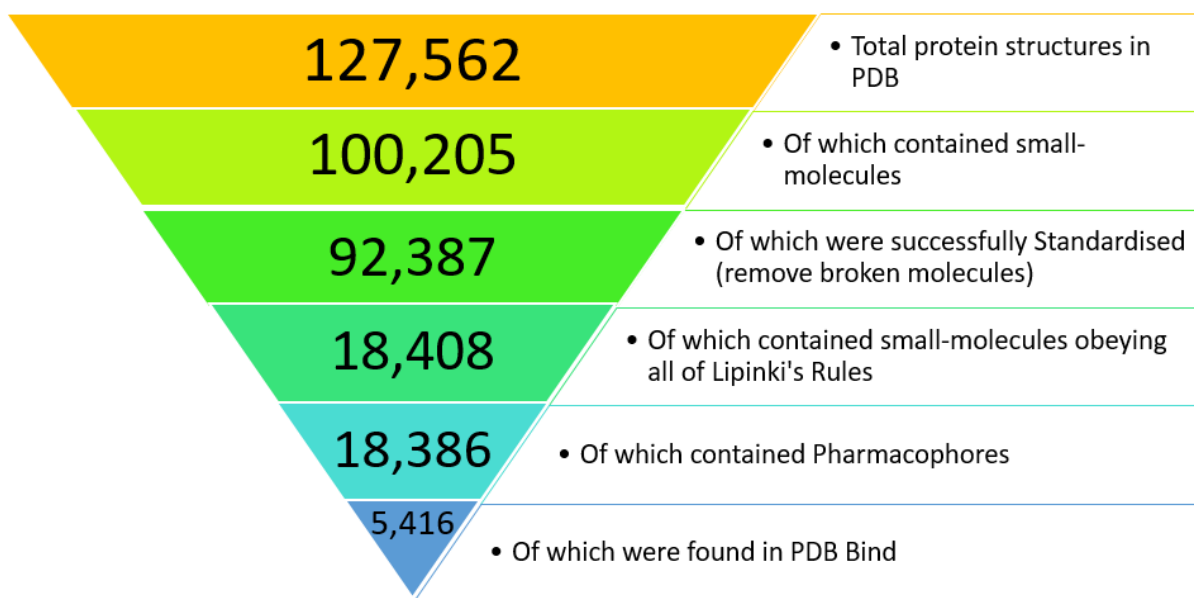 127,562
• Total protein structures in
PDB
100,205
• Of which contained small-
molecules
92,387
• Of which were successfully Standardised
(remove broken molecules)
18,408
• Of which contained small-molecules obeying
all of Lipinki's Rules
18,386
• Of which contained Pharmacophores
5,416
• Of which were found in PDB Bind